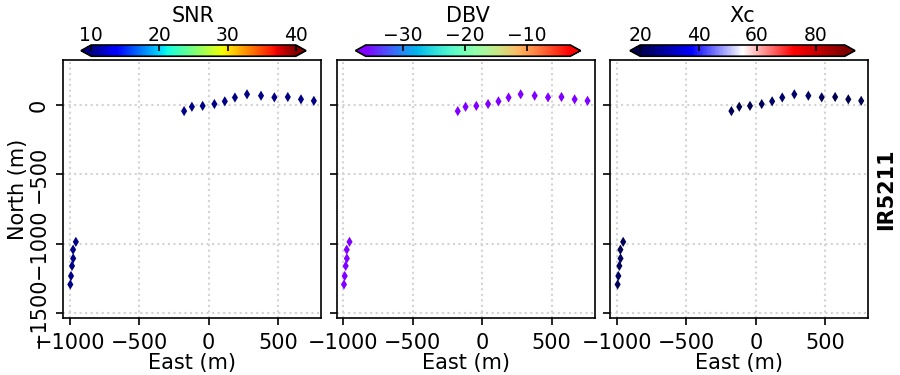 SNR DBV Xc
10 20 30 40 −30 −20 −10 20 40 60 80
0
−500
−1000
−1500
North (m)
IR5211
−1000 −500 0 500 −1000 −500 0 500 −1000 −500 0 500
East (m) East (m) East (m)